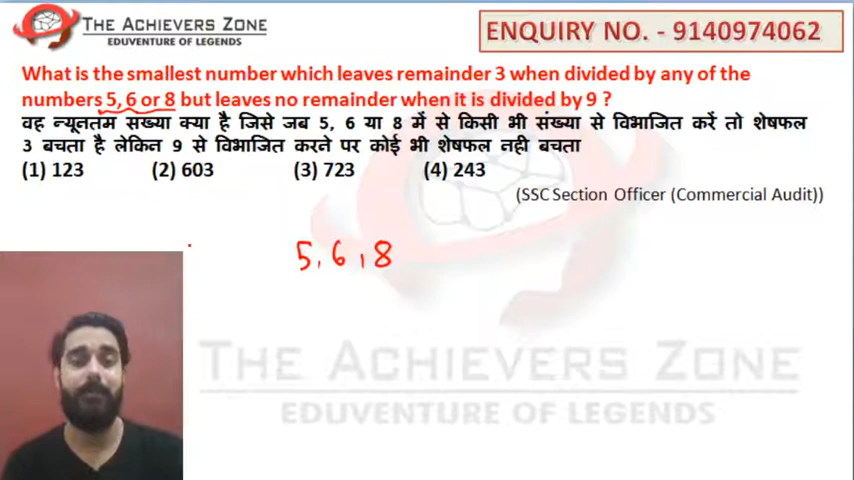 THE ACHIEVERS ZONE
EDUVENTURE OF LEGENDS
ENQUIRY NO. - 9140974062
What is the smallest number which leaves remainder 3 when divided by any of the
numbers 5, 6 or 8 but leaves no remainder when it is divided by 9 ?
वह न्यूनतम संख्या क्या है जिसे जब 5, 6 या 8 में से किसी भी संख्या से विभाजित करें तो शेषफल
3 बचता है लेकिन 9 से विभाजित करने पर कोई भी शेषफल नही बचता
(1) 123 (2) 603 (3) 723 (4) 243
(SSC Section Officer (Commercial Audit))
5, 6, 8
THE ACHIEVERS ZONE
EDUVENTURE OF LEGENDS